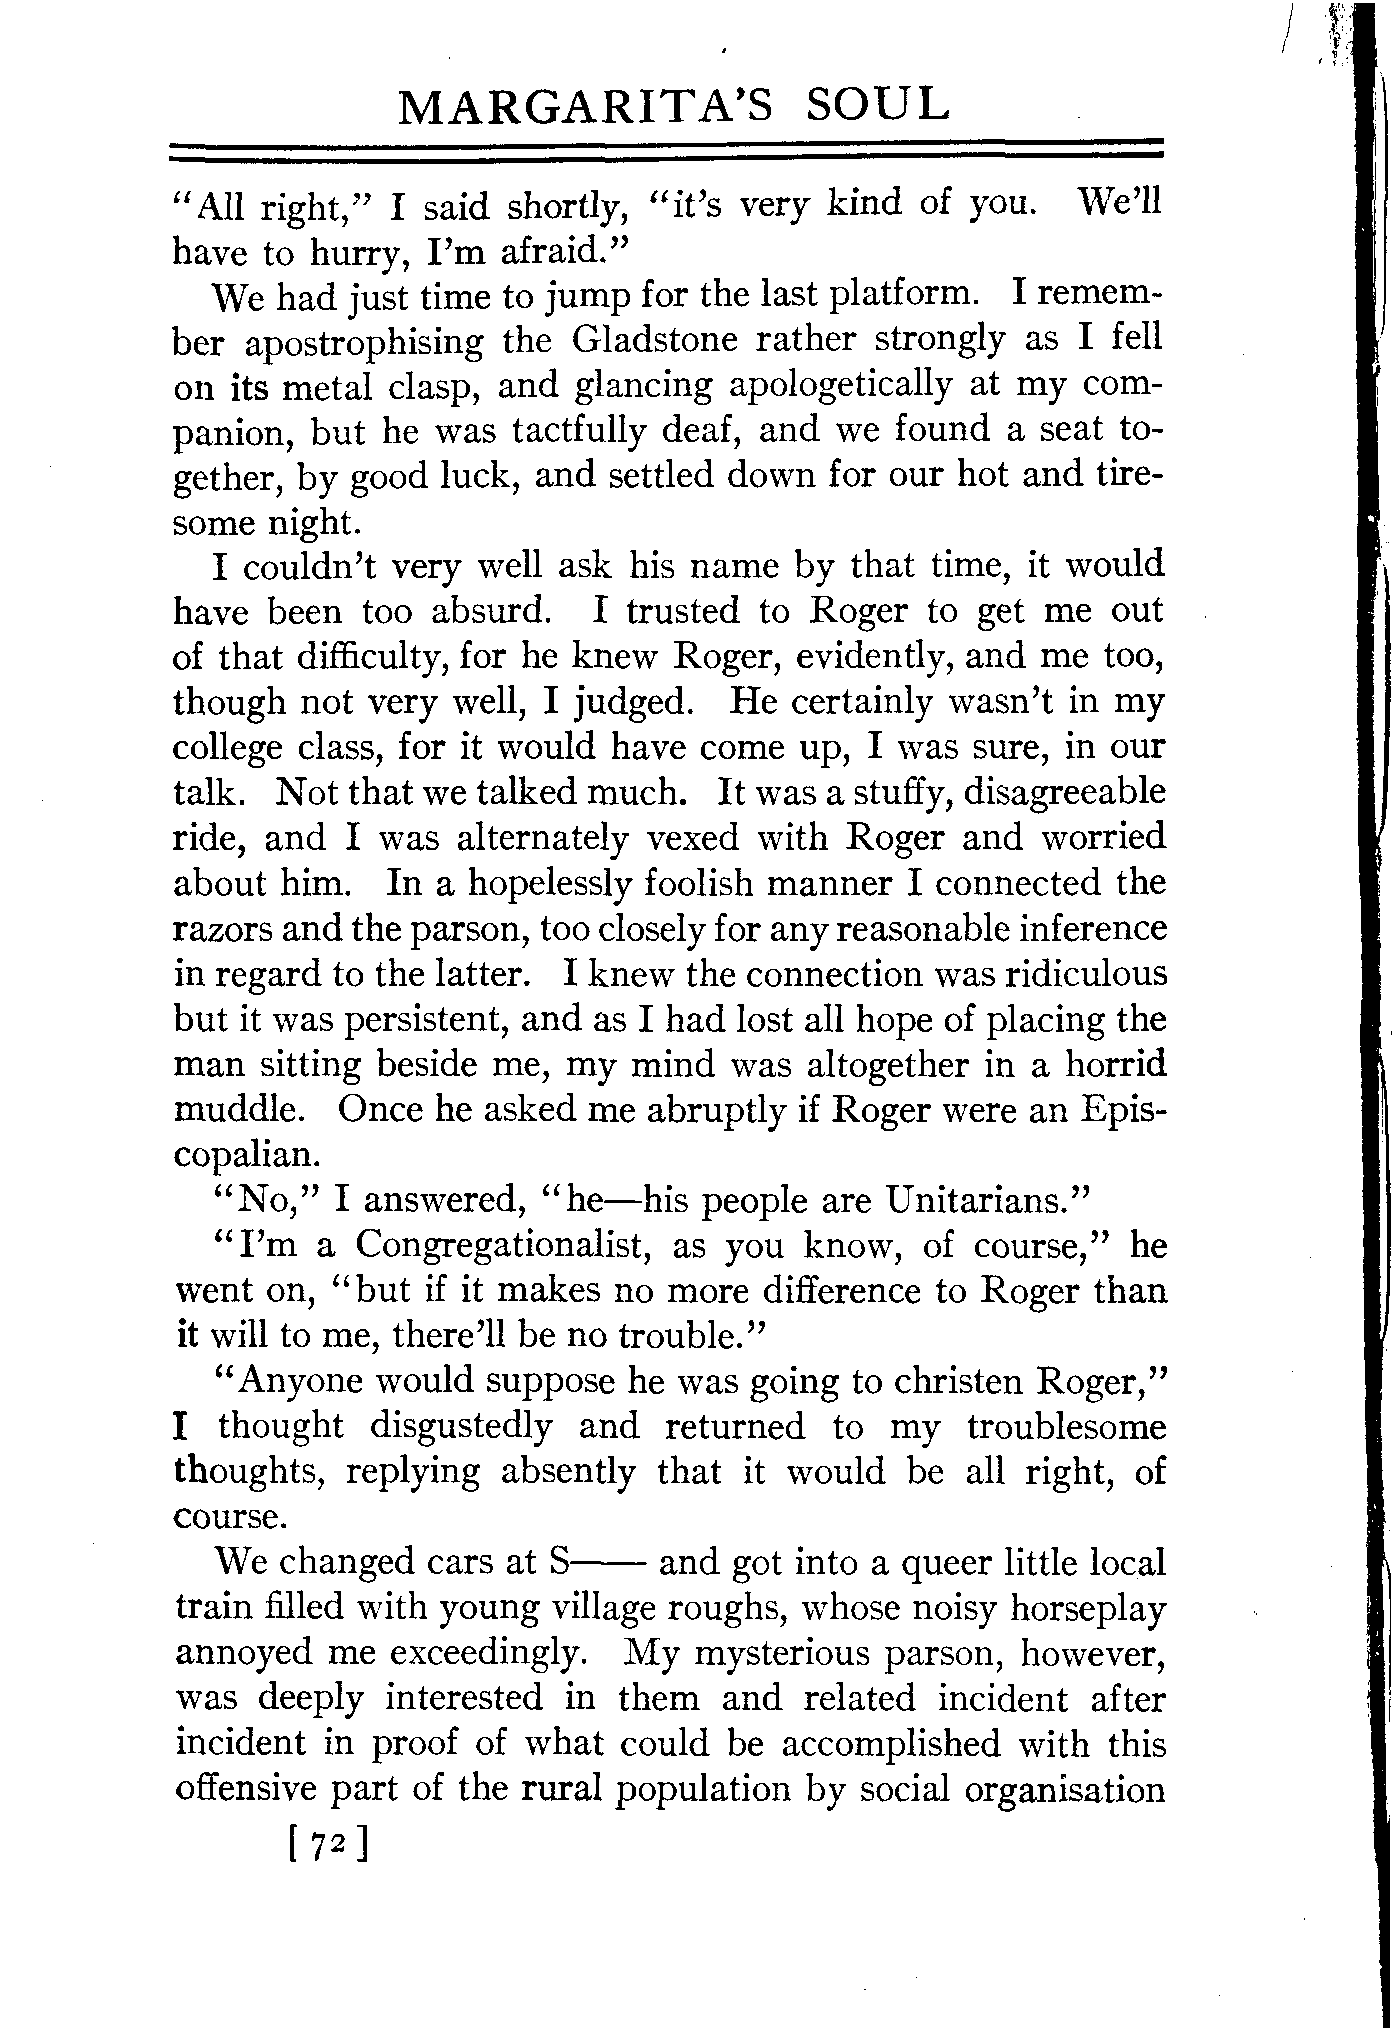 MARGARITA'S SOUL
"All right," I said shortly, "it's very kind of you. We'll
have to hurry, I'm afraid."
We had just time to jump for the last platform. I remem-
ber apostrophising the Gladstone rather strongly as I fell
on its metal clasp, and glancing apologetically at my com-
panion, but he was tactfully deaf, and we found a seat to-
gether, by good luck, and settled down for our hot and tire-
some night.
I couldn't very well ask his name by that time, it would
have been too absurd. I trusted to Roger to get me out
of that difficulty, for he knew Roger, evidently, and me too,
though not very well, I judged. He certainly wasn't in my
college class, for it would have come up, I was sure, in our
talk. Not that we talked much. It was a stuffy, disagreeable
ride, and I was alternately vexed with Roger and worried
about him. In a hopelessly foolish manner I connected the
razors and the parson, too closely for any reasonable inference
in regard to the latter. I knew the connection was ridiculous
but it was persistent, and as I had lost all hope of placing the
man sitting beside me, my mind was altogether in a horrid
muddle. Once he asked me abruptly if Roger were an Epis-
copalian.
"No," I answered, "he—his people are Unitarians."
"I'm a Congregationalist, as you know, of course," he
went on, "but if it makes no more difference to Roger than
it will to me, there'll be no trouble."
"Anyone would suppose he was going to christen Roger,"
I thought disgustedly and returned to my troublesome
thoughts, replying absently that it would be all right, of
course.
We changed cars at S—— and got into a queer little local
train filled with young village roughs, whose noisy horseplay
annoyed me exceedingly. My mysterious parson, however,
was deeply interested in them and related incident after
incident in proof of what could be accomplished with this
offensive part of the rural population by social organisation
[ 72 ]